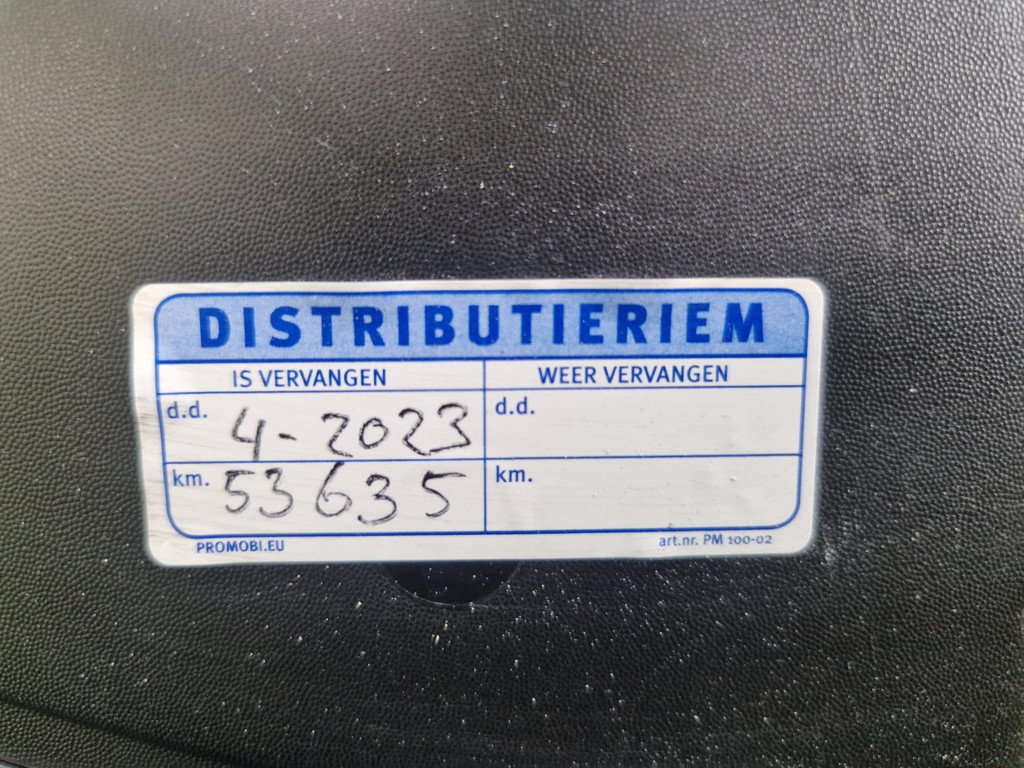 DISTRIBUTIERIEM
IS VERVANGEN WEER VERVANGEN
d.d. 4-2023 d.d.
km. 53635 km.
PROMOBI.EU art.nr. PM 100-02